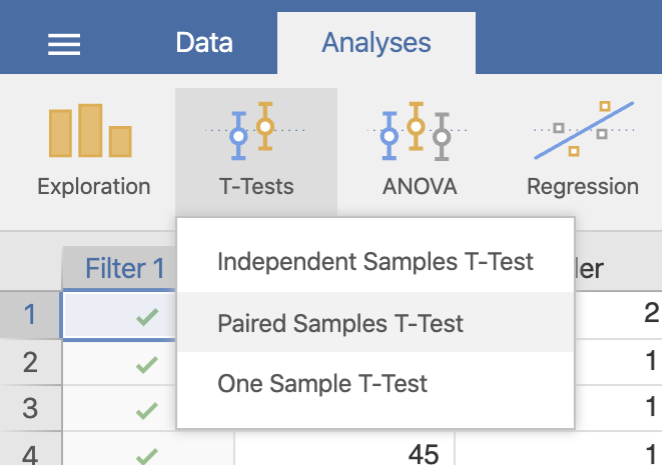 Data Analyses
Exploration T-Tests ANOVA Regression
Independent Samples T-Test
Paired Samples T-Test
One Sample T-Test
Filter 1
1 2
2 1
3 1
4 45 1